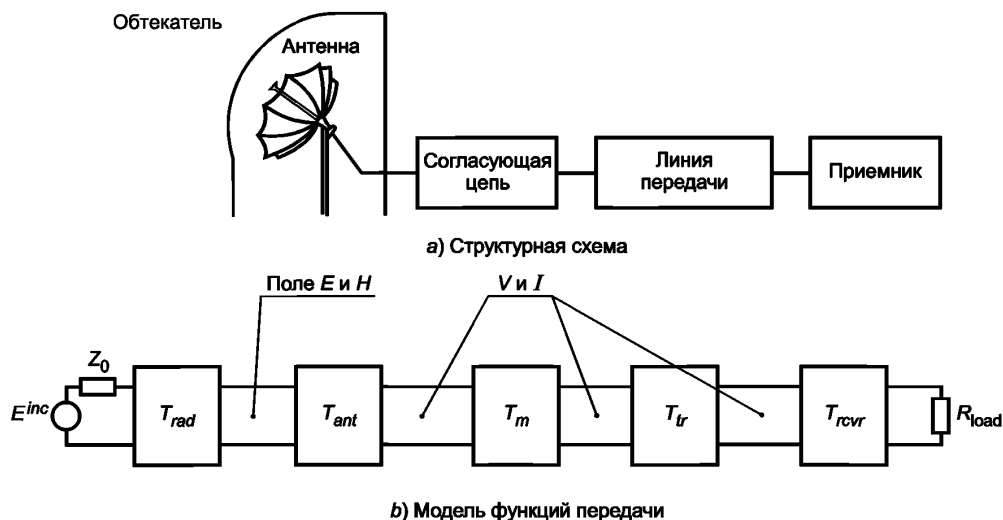 Обтекатель
Антенна
Согласующая
цепь
Линия
передачи
Приемник
a) Структурная схема
Поле E и H
V и I
Z0
E^inc
T_rad
T_ant
T_m
T_tr
T_rcvr
R_load
b) Модель функций передачи